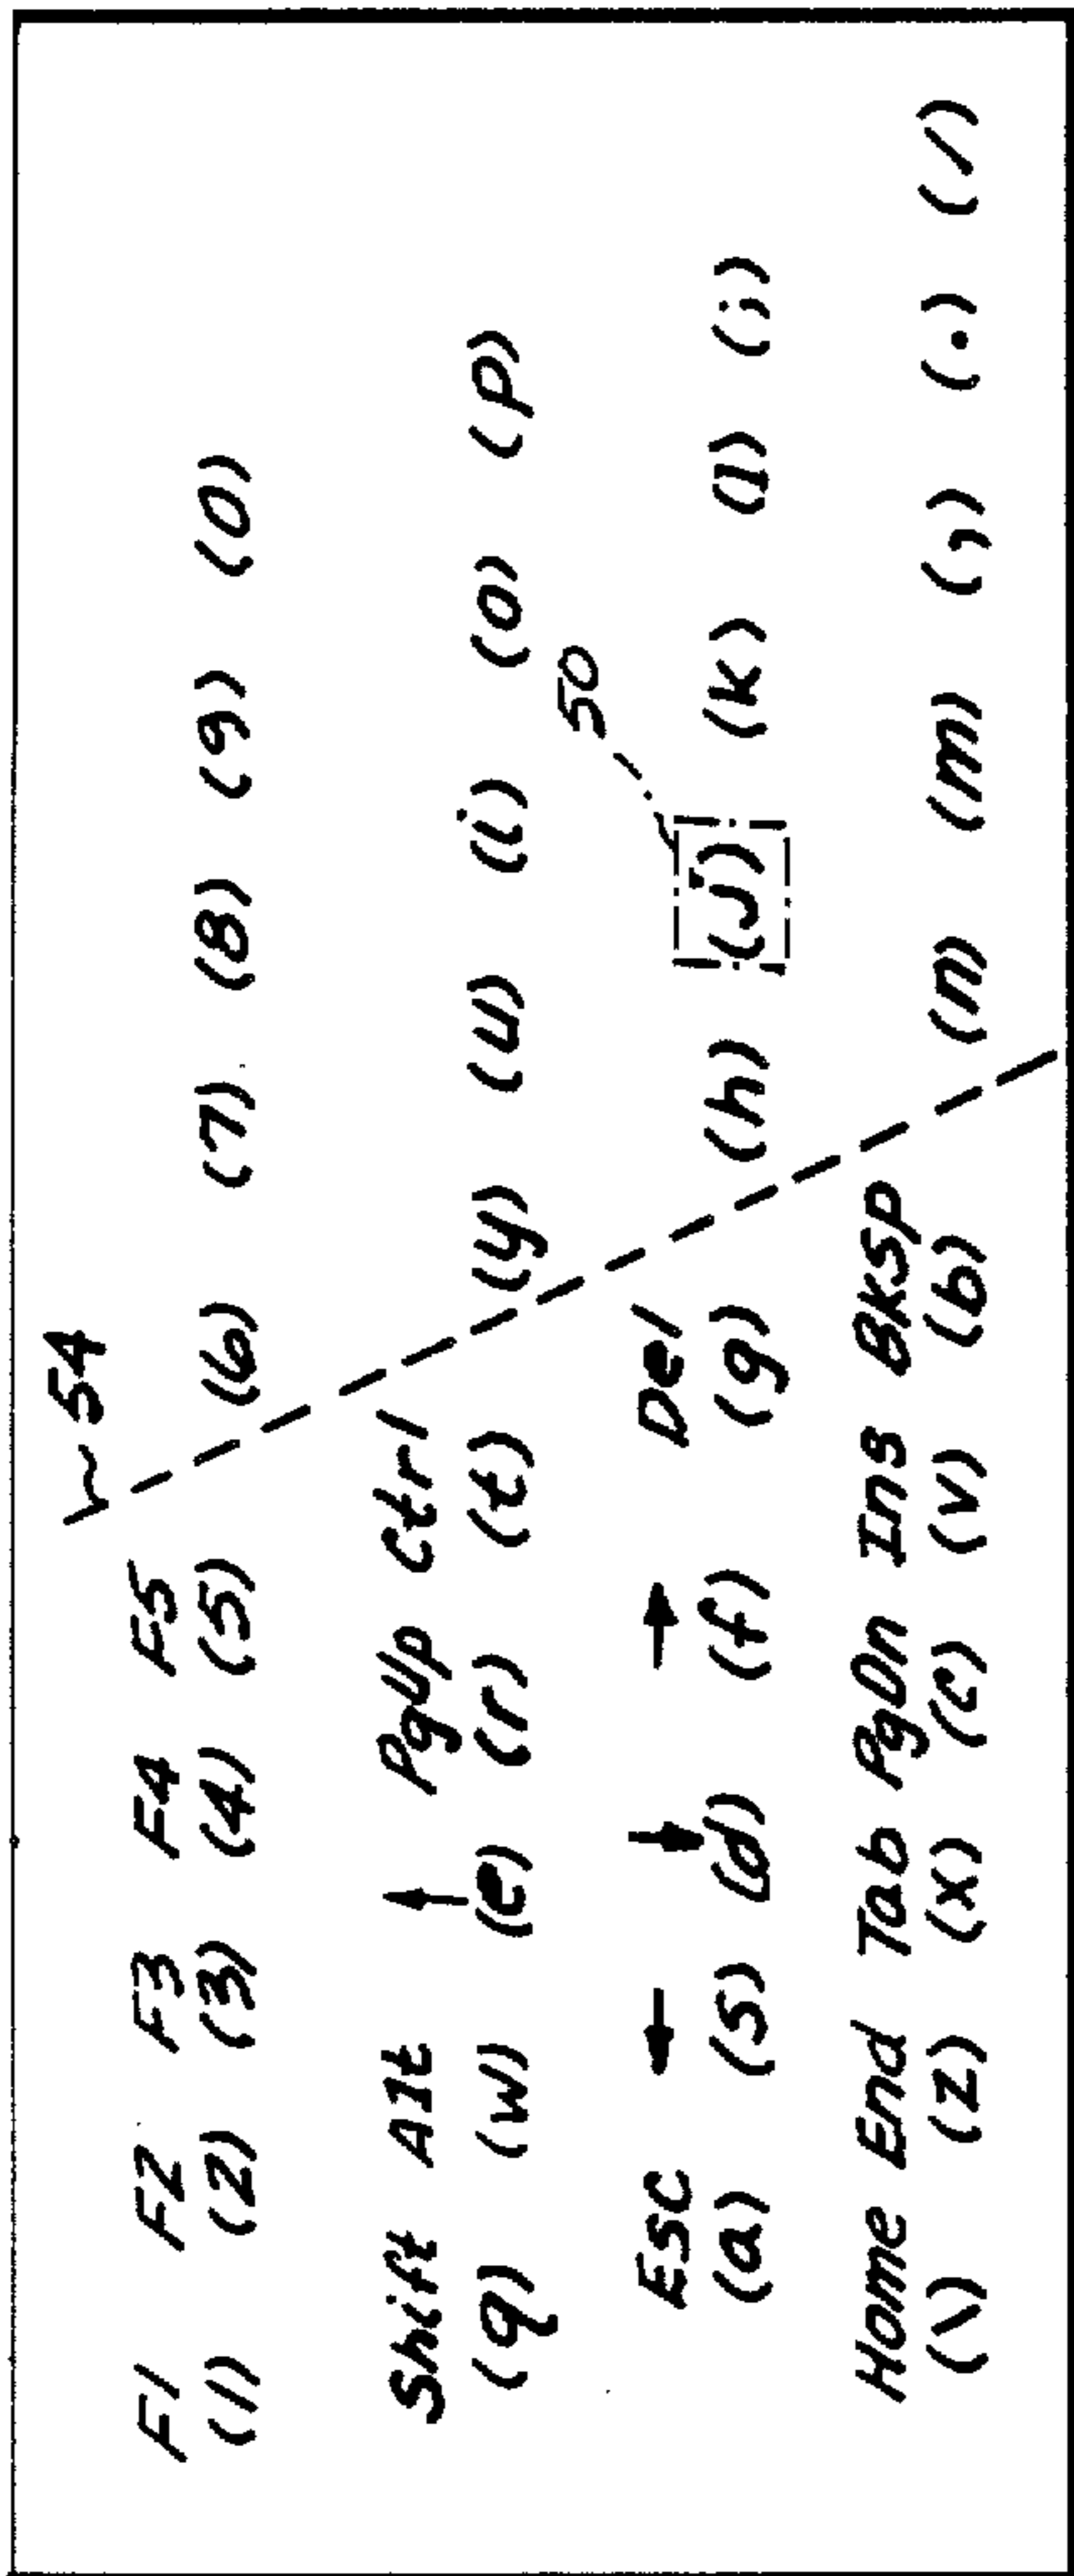 54
F1 F2 F3 F4 F5
(1) (2) (3) (4) (5) (6) (7) (8) (9) (0)
Shift Alt ↑ PgUp Ctrl
(q) (w) (e) (r) (t) (y) (u) (i) (o) (p)
50
Esc ← ↓ → Del
(a) (s) (d) (f) (g) (h) (j) (k) (l) (;)
Home End Tab PgDn Ins Bksp
(\) (z) (x) (c) (v) (b) (n) (m) (,) (.) (/)